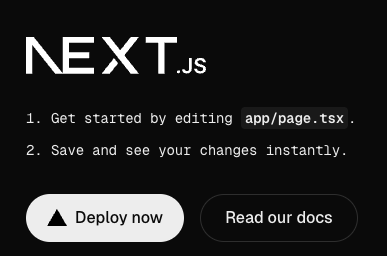 NEXT.JS
1. Get started by editing app/page.tsx.
2. Save and see your changes instantly.
Deploy now
Read our docs